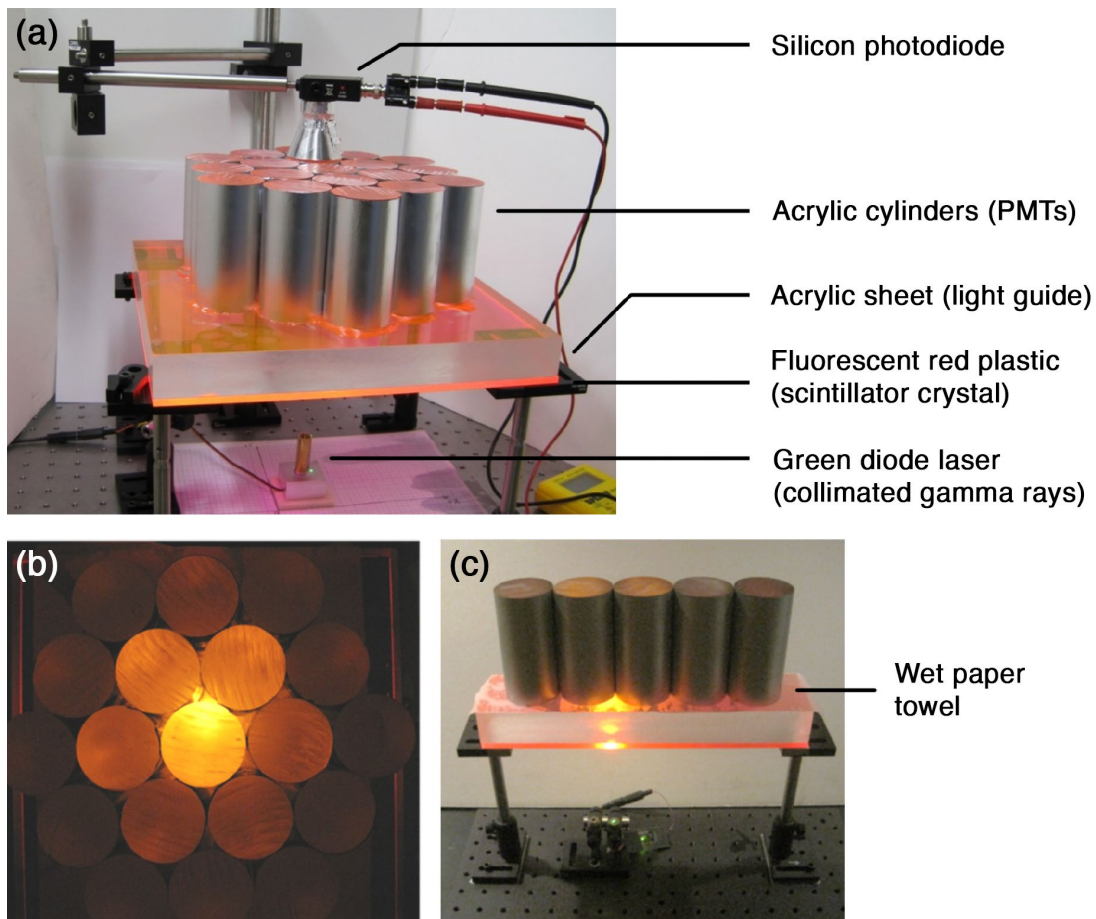 (a)
Silicon photodiode
Acrylic cylinders (PMTs)
Acrylic sheet (light guide)
Fluorescent red plastic
(scintillator crystal)
Green diode laser
(collimated gamma rays)
(b)
(c)
Wet paper
towel